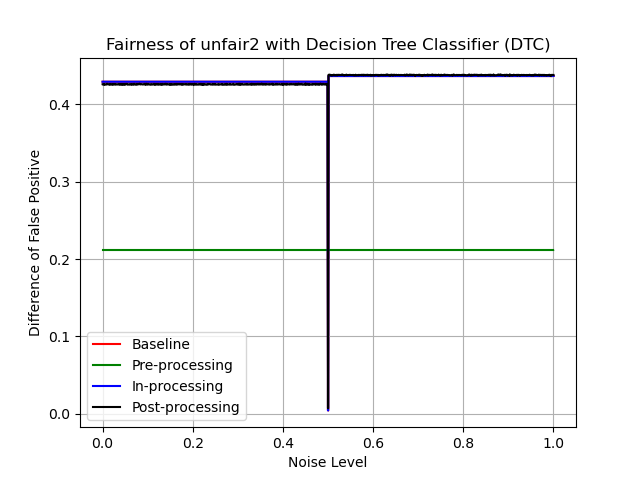 Fairness of unfair2 with Decision Tree Classifier (DTC)
Difference of False Positive
0.4
0.3
0.2
0.1
0.0
Baseline
Pre-processing
In-processing
Post-processing
0.0 0.2 0.4 0.6 0.8 1.0
Noise Level